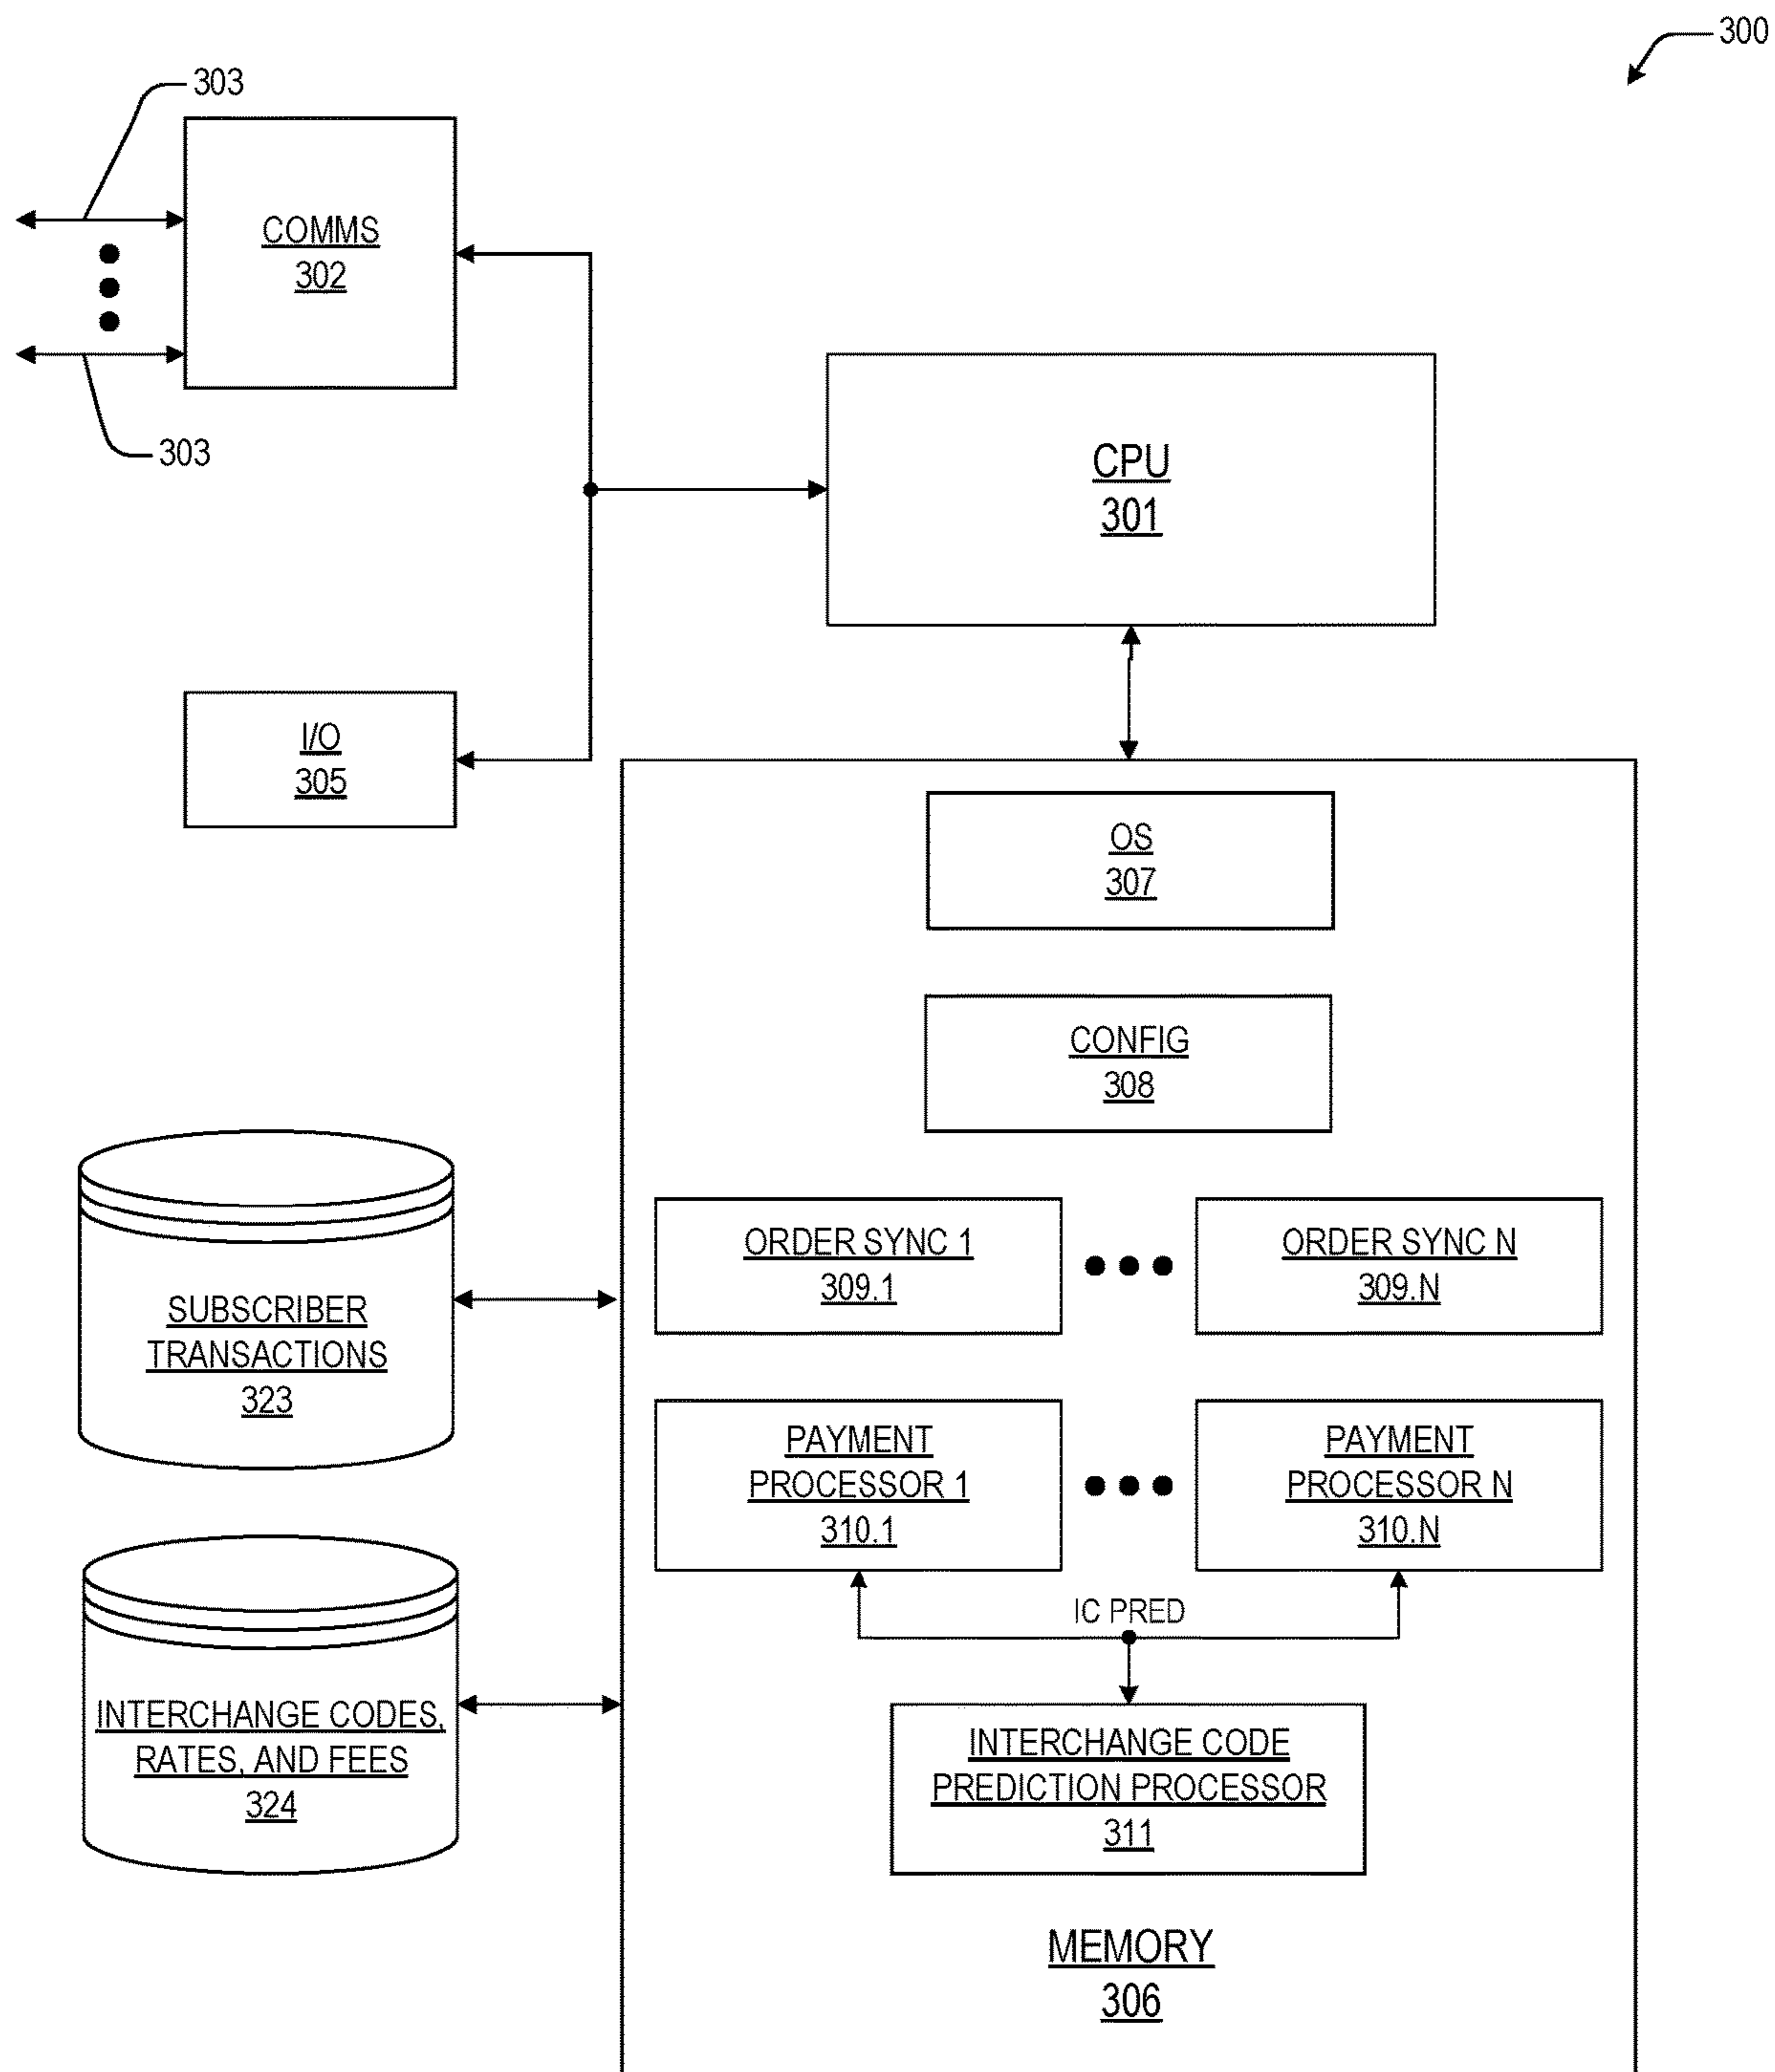 300
303
COMMS
302
303
CPU
301
I/O
305
OS
307
CONFIG
308
ORDER SYNC 1
309.1
ORDER SYNC N
309.N
SUBSCRIBER
TRANSACTIONS
323
PAYMENT
PROCESSOR 1
310.1
PAYMENT
PROCESSOR N
310.N
IC PRED
INTERCHANGE CODES,
RATES, AND FEES
324
INTERCHANGE CODE
PREDICTION PROCESSOR
311
MEMORY
306